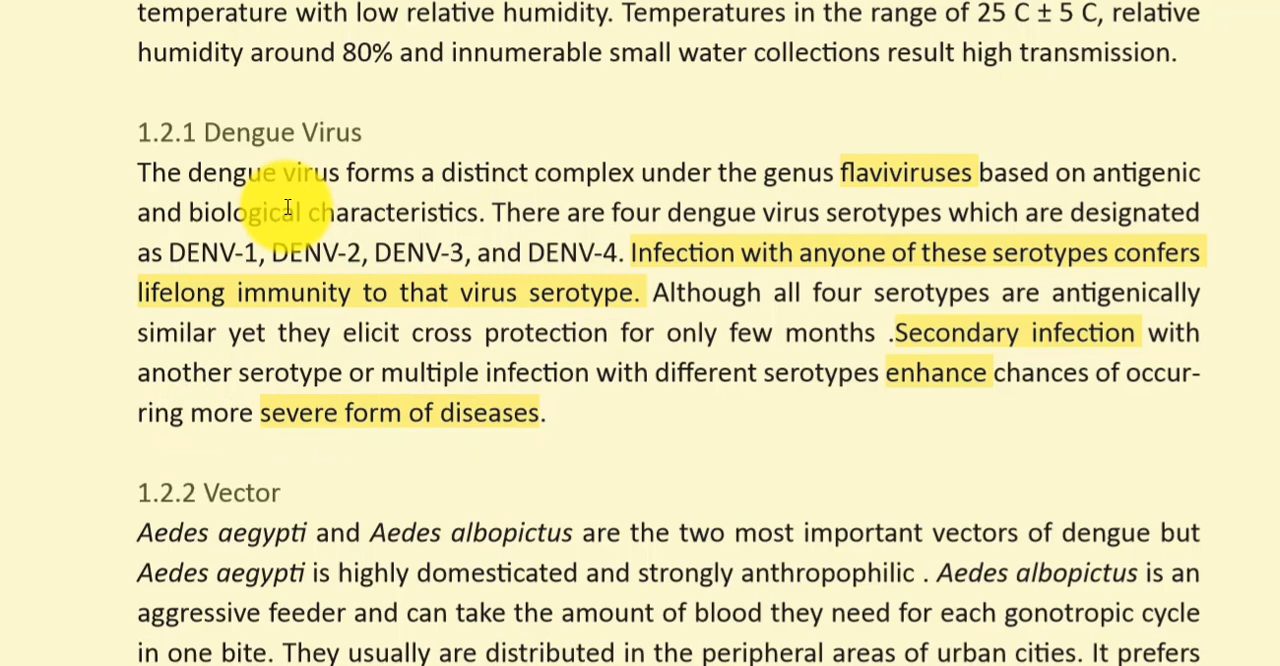 temperature with low relative humidity. Temperatures in the range of 25 C ± 5 C, relative
humidity around 80% and innumerable small water collections result high transmission.
1.2.1 Dengue Virus
The dengue virus forms a distinct complex under the genus flaviviruses based on antigenic
and biological characteristics. There are four dengue virus serotypes which are designated
as DENV-1, DENV-2, DENV-3, and DENV-4. Infection with anyone of these serotypes confers
lifelong immunity to that virus serotype. Although all four serotypes are antigenically
similar yet they elicit cross protection for only few months .Secondary infection with
another serotype or multiple infection with different serotypes enhance chances of occur-
ring more severe form of diseases.
1.2.2 Vector
Aedes aegypti and Aedes albopictus are the two most important vectors of dengue but
Aedes aegypti is highly domesticated and strongly anthropophilic . Aedes albopictus is an
aggressive feeder and can take the amount of blood they need for each gonotropic cycle
in one bite. They usually are distributed in the peripheral areas of urban cities. It prefers